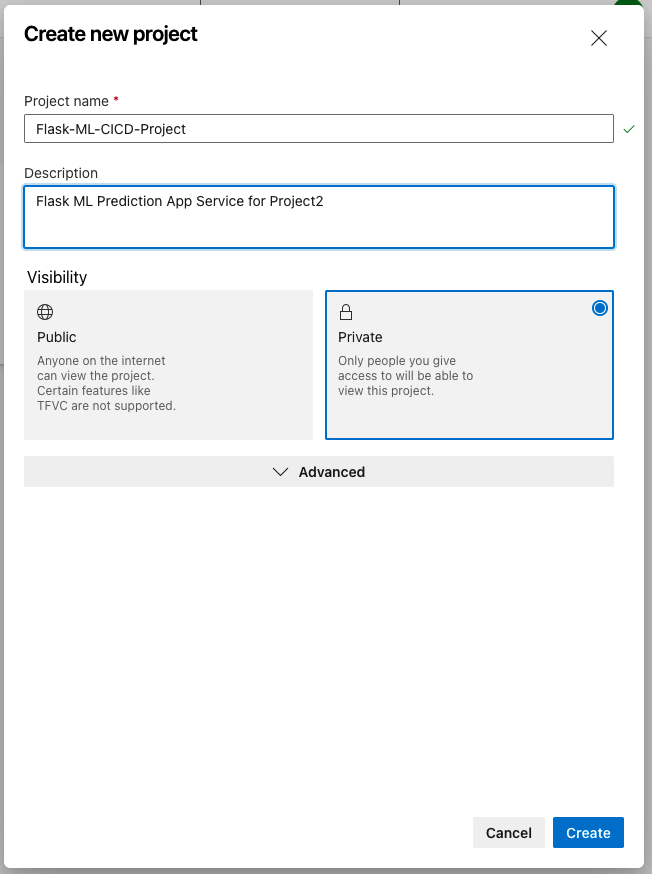 Create new project
Project name *
Flask-ML-CICD-Project
Description
Flask ML Prediction App Service for Project2
Visibility
Public
Anyone on the internet
can view the project.
Certain features like
TFVC are not supported.
Private
Only people you give
access to will be able to
view this project.
Advanced
Cancel
Create